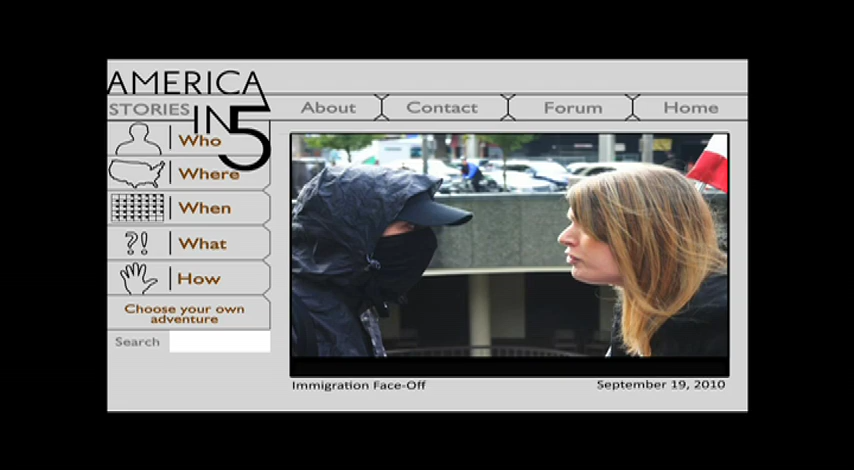 AMERICA
STORIES
IN 5
About Contact Forum Home
Who
Where
When
What
How
?!
Choose your own
adventure
Search
Immigration Face-Off
September 19, 2010